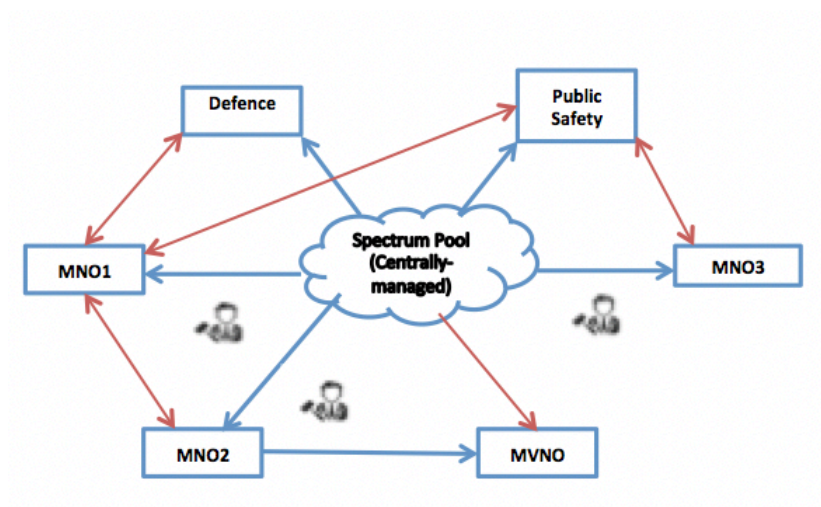 Defence
Public
Safety
Spectrum Pool
(Centrally-
managed)
MNO1
MNO3
MNO2
MVNO